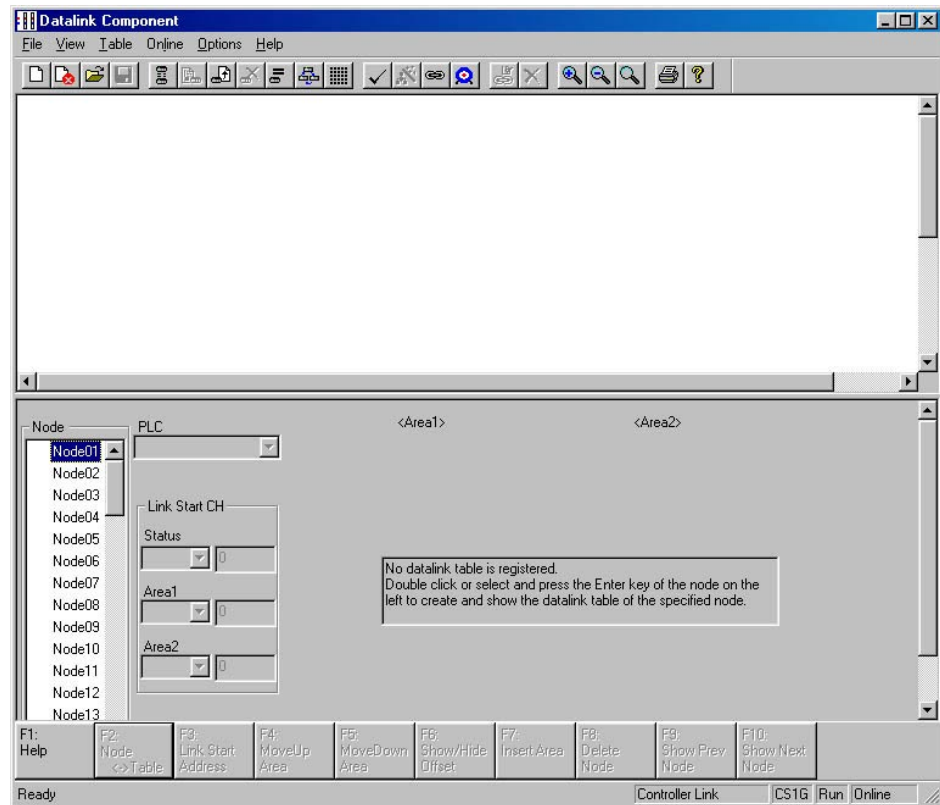 Datalink Component
File View Table Online Options Help
<Area1> <Area2>
Node
PLC
Node01
Node02
Node03
Node04
Node05
Node06
Node07
Node08
Node09
Node10
Node11
Node12
Node13
Link Start CH
Status
0
Area1
0
Area2
0
No datalink table is registered.
Double click or select and press the Enter key of the node on the
left to create and show the datalink table of the specified node.
F1:
Help
F2:
Node
<->Table
F3:
Link Start
Address
F4:
MoveUp
Area
F5:
MoveDown
Area
F6:
Show/Hide
Offset
F7:
Insert Area
F8:
Delete
Node
F9:
Show Prev
Node
F10:
Show Next
Node
Ready Controller Link CS1G Run Online